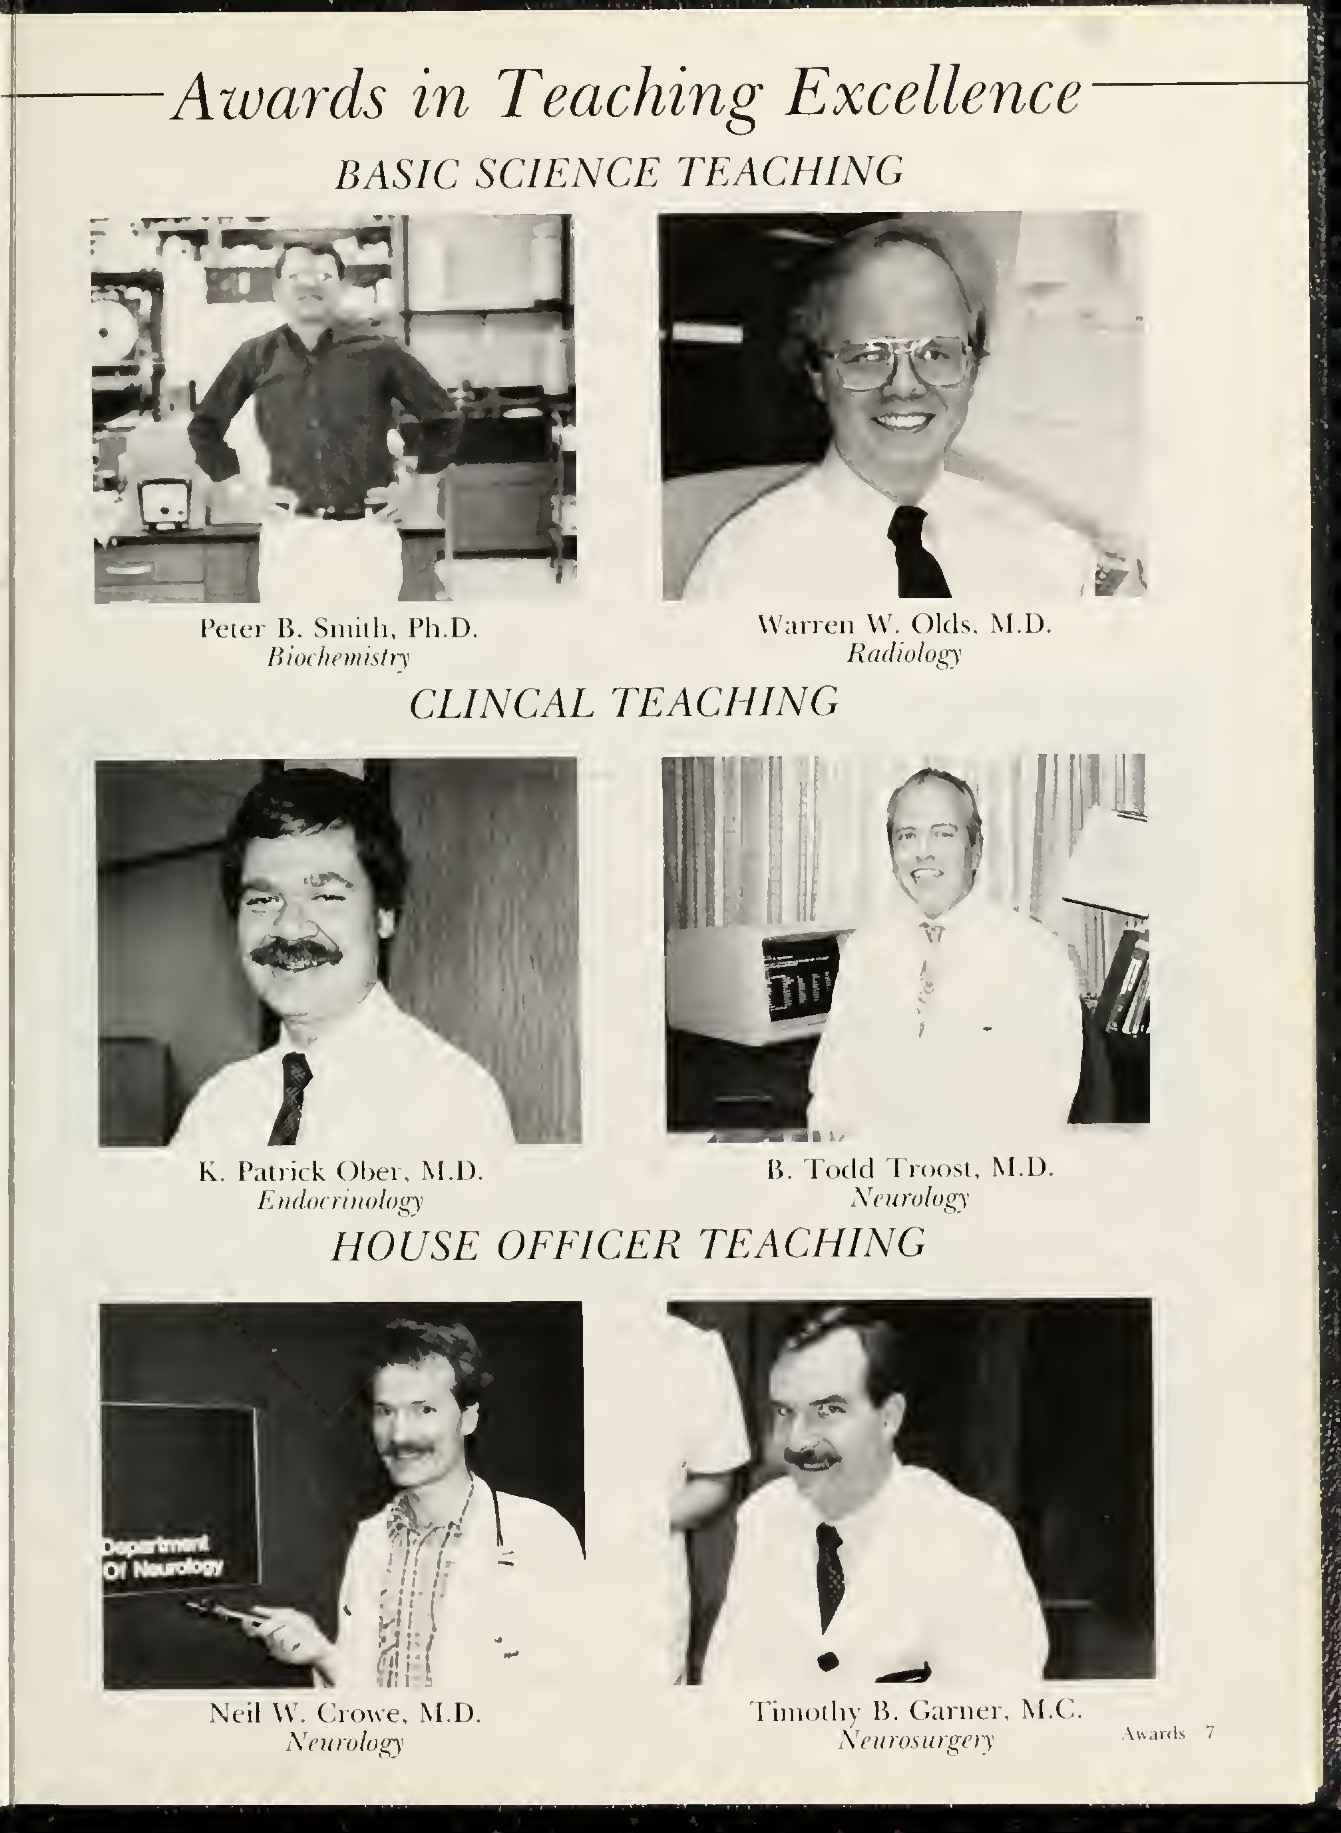 Awards in Teaching Excellence
BASIC SCIENCE TEACHING
Peter B. Smith, Ph.D.
Biochemistry
Warren W. Olds, M.D.
Radiology
CLINCAL TEACHING
K. Patrick Ober, M.D.
Endocrinology
B. Todd Troost, M.D.
Neurology
HOUSE OFFICER TEACHING
Department
Of Neurology
Neil W. Crowe, M.D.
Neurology
Timothy B. Garner, M.C.
Neurosurgery
Awards 7